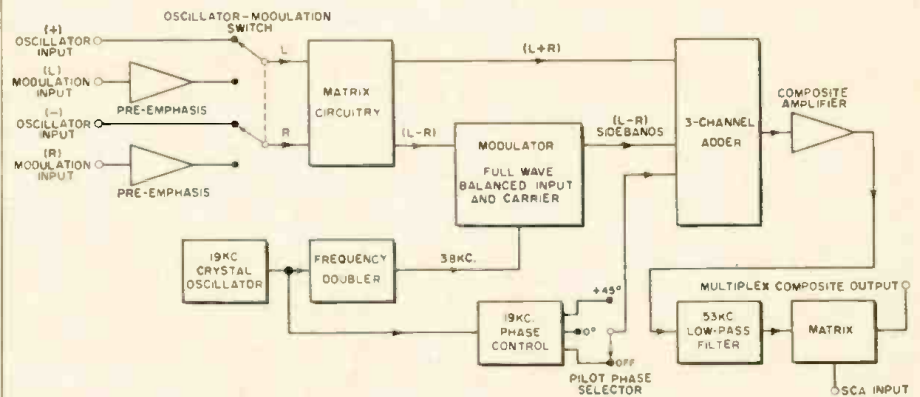 OSCILLATOR-MODULATION
SWITCH
(+)
OSCILLATOR
INPUT
(L)
MODULATION
INPUT
PRE-EMPHASIS
(-)
OSCILLATOR
INPUT
(R)
MODULATION
INPUT
PRE-EMPHASIS
L
R
MATRIX
CIRCUITRY
(L+R)
(L-R)
MODULATOR
FULL WAVE
BALANCED INPUT
AND CARRIER
(L-R)
SIDEBANDS
3-CHANNEL
ADDER
COMPOSITE
AMPLIFIER
19KC
CRYSTAL
OSCILLATOR
FREQUENCY
DOUBLER
38KC.
19KC.
PHASE
CONTROL
+45°
0°
OFF
PILOT PHASE
SELECTOR
MULTIPLEX COMPOSITE OUTPUT
53KC
LOW-PASS
FILTER
MATRIX
SCA INPUT